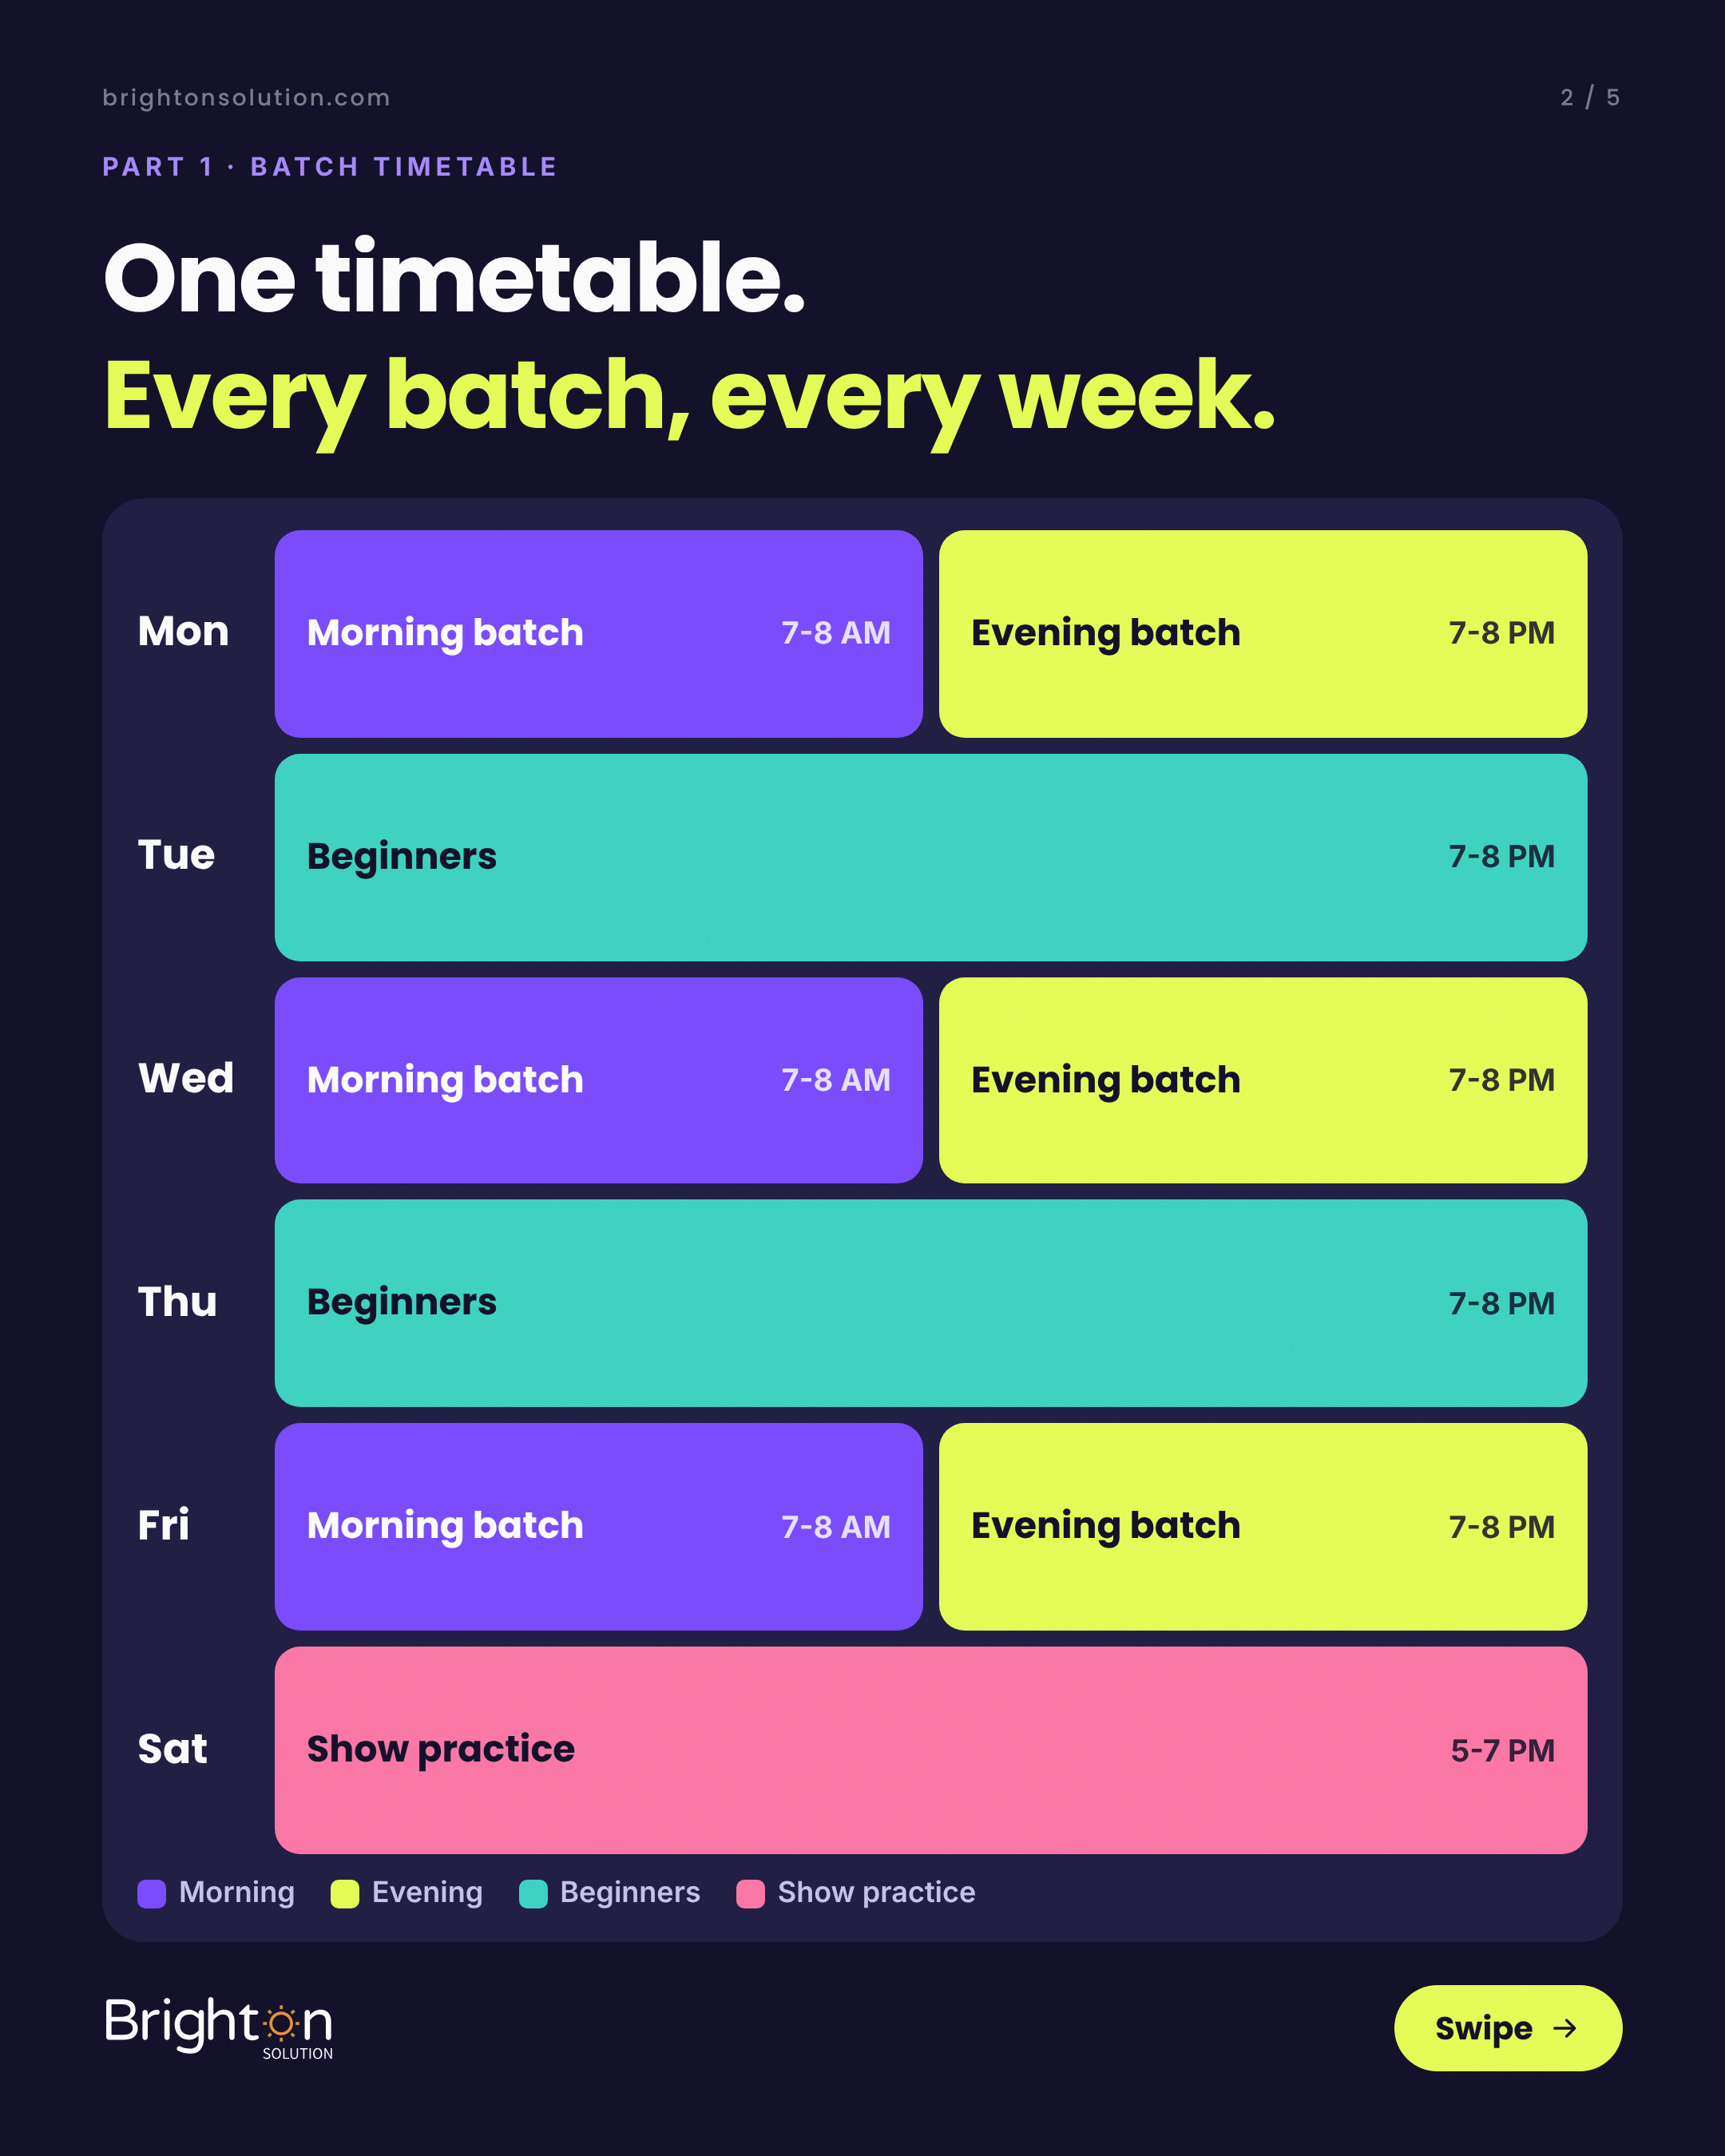 brightonsolution.com 2 / 5
PART 1 · BATCH TIMETABLE
One timetable.
Every batch, every week.
Mon Morning batch 7-8 AM Evening batch 7-8 PM
Tue Beginners 7-8 PM
Wed Morning batch 7-8 AM Evening batch 7-8 PM
Thu Beginners 7-8 PM
Fri Morning batch 7-8 AM Evening batch 7-8 PM
Sat Show practice 5-7 PM
Morning Evening Beginners Show practice
Brighton Swipe →
SOLUTION